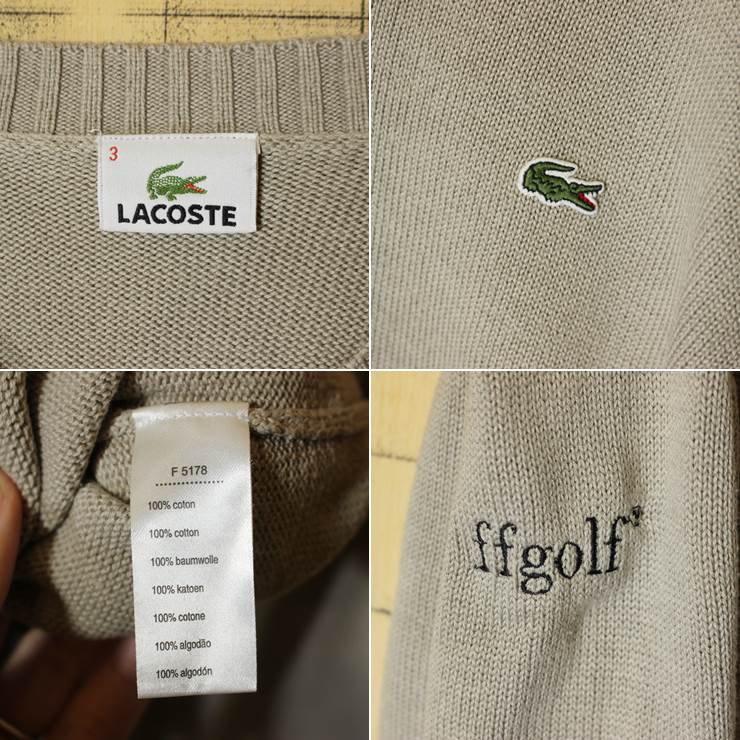 3
LACOSTE
F 5178
100% coton
100% cotton
100% baumwolle
100% katoen
100% cotone
100% algodão
100% algodón
ffgolf